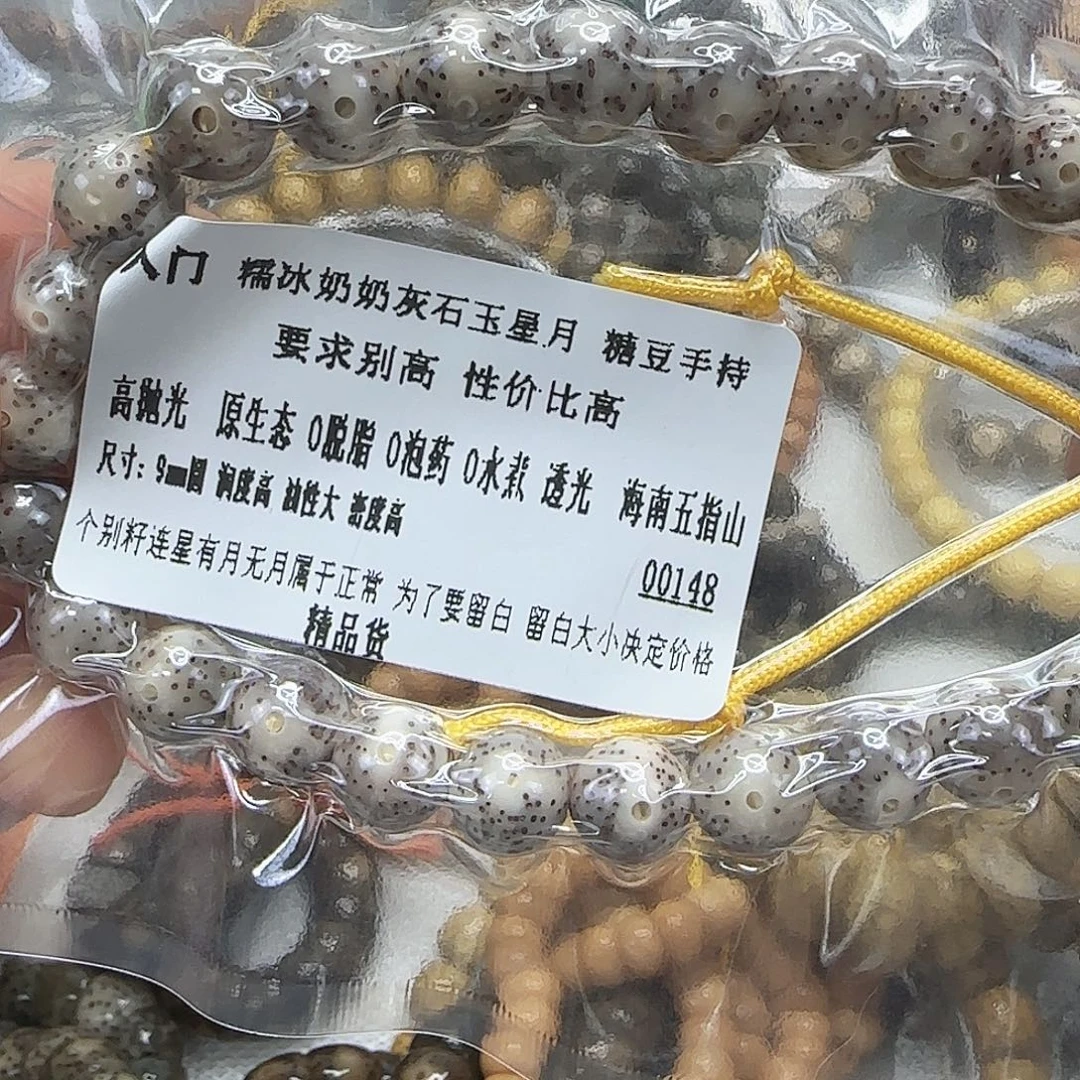 入门 糯冰奶奶灰石玉星月 糖豆手持
要求别高 性价比高
高抛光 原生态 0脱脂 0泡药 0水煮 透光 海南五指山
尺寸：9mm圆 润度高 油性大 密度高
00148
个别籽连星有月无月属于正常 为了要留白 留白大小决定价格
精品货